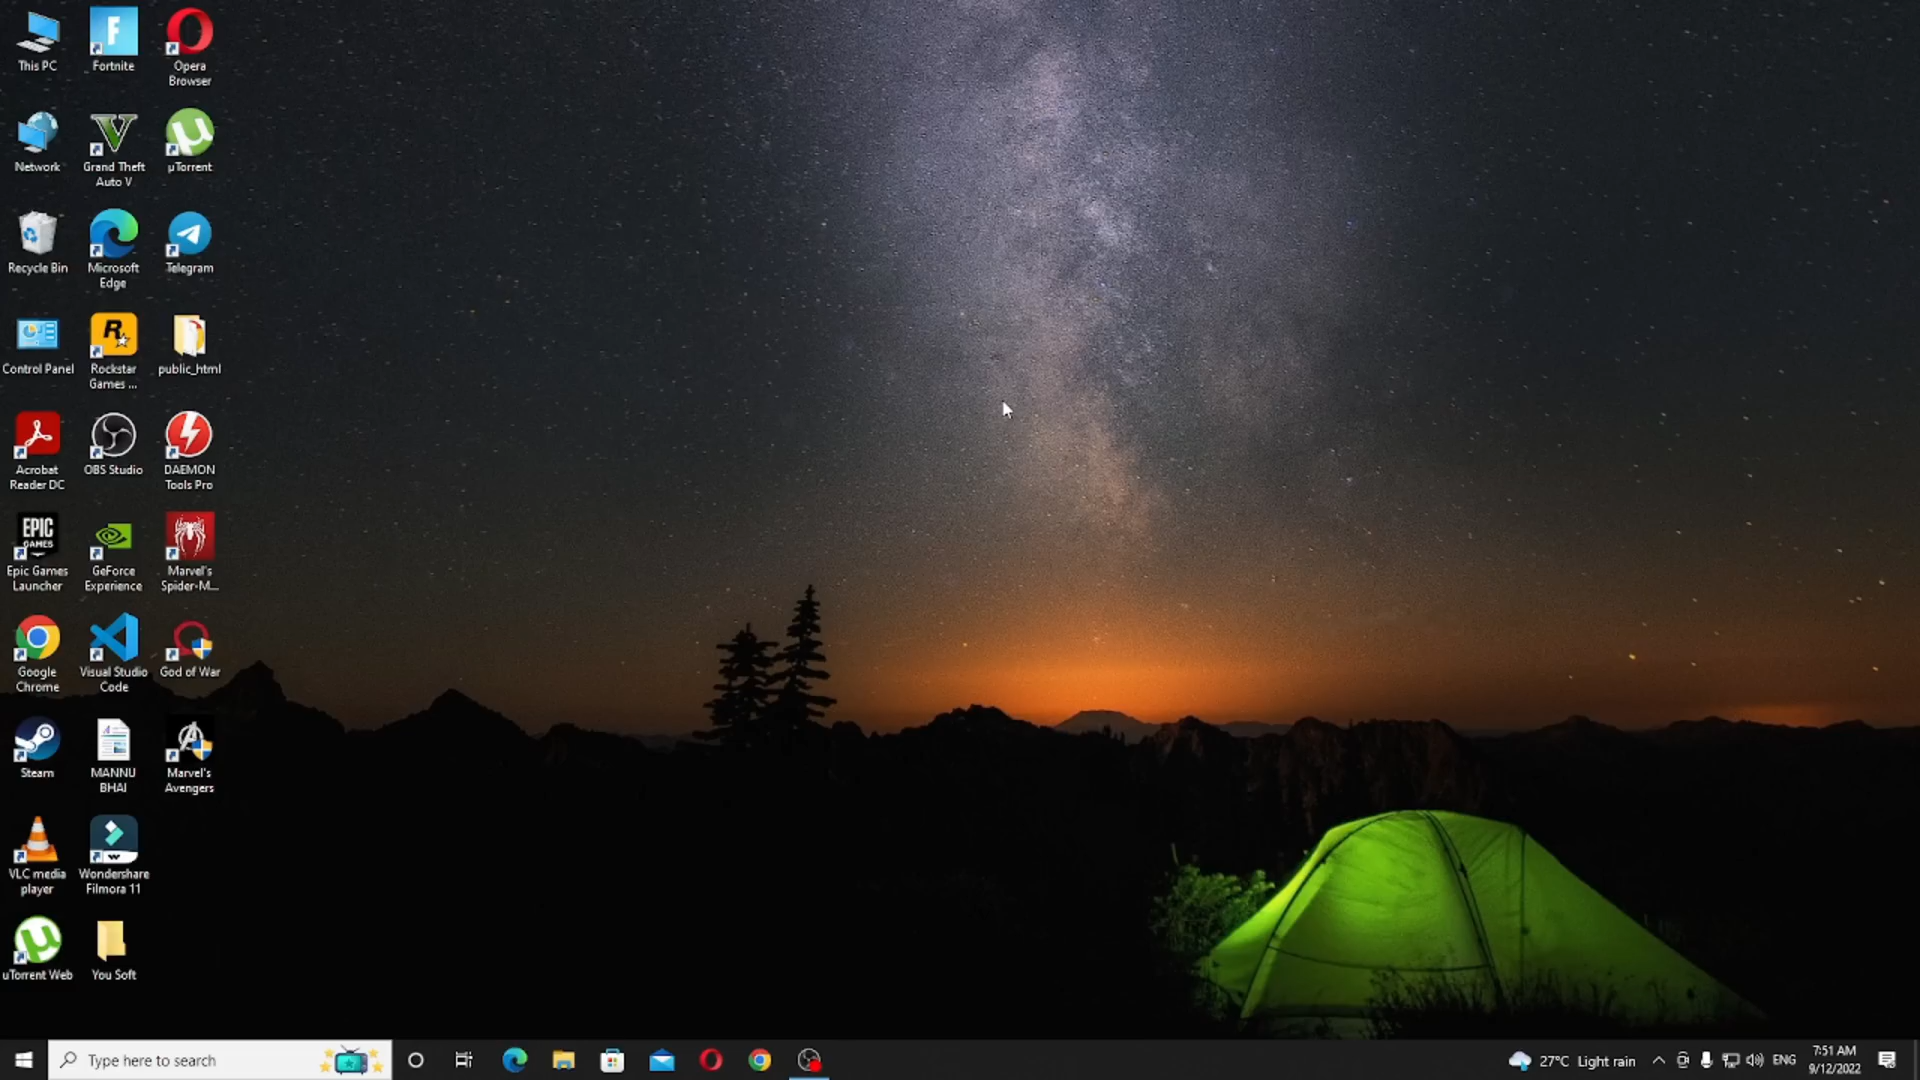 This PC
Fortnite
Opera
Browser
Network
Grand Theft
Auto V
µTorrent
Recycle Bin
Microsoft
Edge
Telegram
Control Panel
Rockstar
Games ...
public_html
Acrobat
Reader DC
OBS Studio
DAEMON
Tools Pro
EPIC
GAMES
Epic Games
Launcher
GeForce
Experience
Marvel's
Spider-M...
Google
Chrome
Visual Studio
Code
God of War
Steam
MANNU
BHAI
Marvel's
Avengers
VLC media
player
Wondershare
Filmora 11
uTorrent Web
You Soft
Type here to search
27°C Light rain
ENG
7:51 AM
9/12/2022